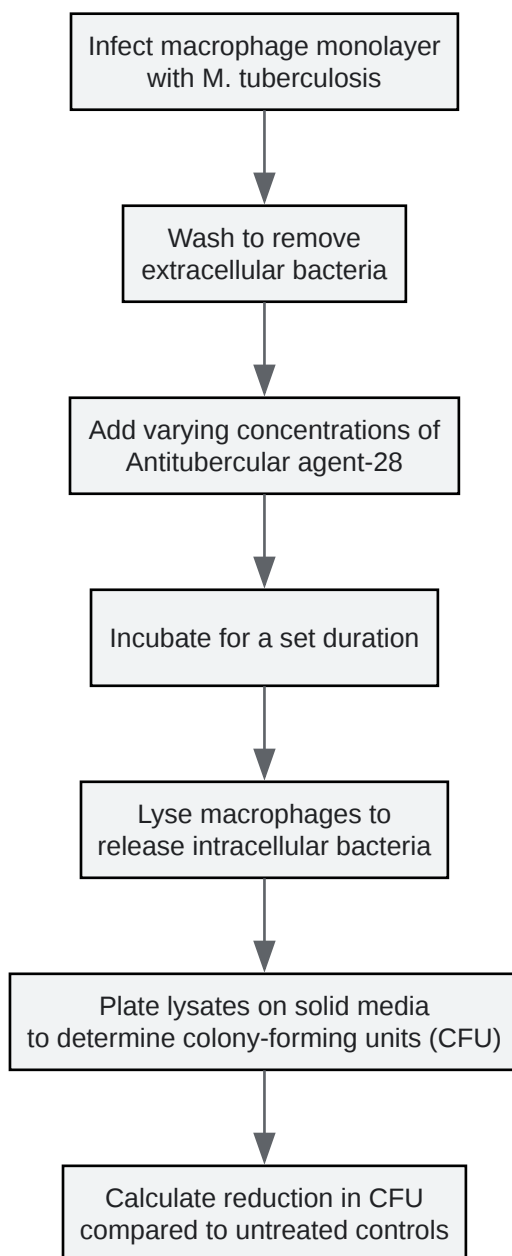 Infect macrophage monolayer
with M. tuberculosis
Wash to remove
extracellular bacteria
Add varying concentrations of
Antitubercular agent-28
Incubate for a set duration
Lyse macrophages to
release intracellular bacteria
Plate lysates on solid media
to determine colony-forming units (CFU)
Calculate reduction in CFU
compared to untreated controls